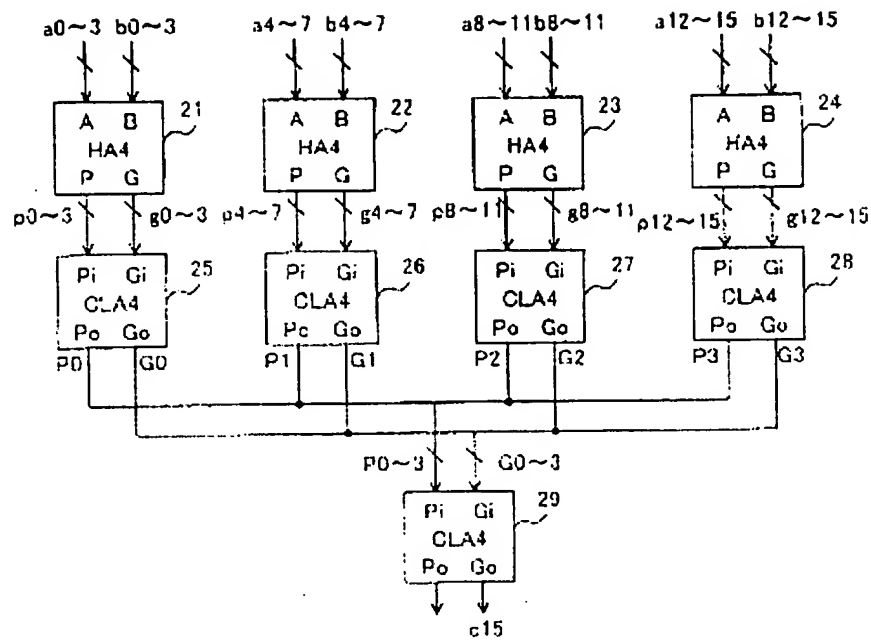 a0~3 b0~3 a4~7 b4~7 a8~11 b8~11 a12~15 b12~15
21 22 23 24
A B A B A B A B
HA4 HA4 HA4 HA4
P G P G P G P G
p0~3 g0~3 p4~7 g4~7 p8~11 g8~11 p12~15 g12~15
25 26 27 28
Pi Gi Pi Gi Pi Gi Pi Gi
CLA4 CLA4 CLA4 CLA4
Po Go Po Go Po Go Po Go
P0 G0 P1 G1 P2 G2 P3 G3
P0~3 G0~3
29
Pi Gi
CLA4
Po Go
c15